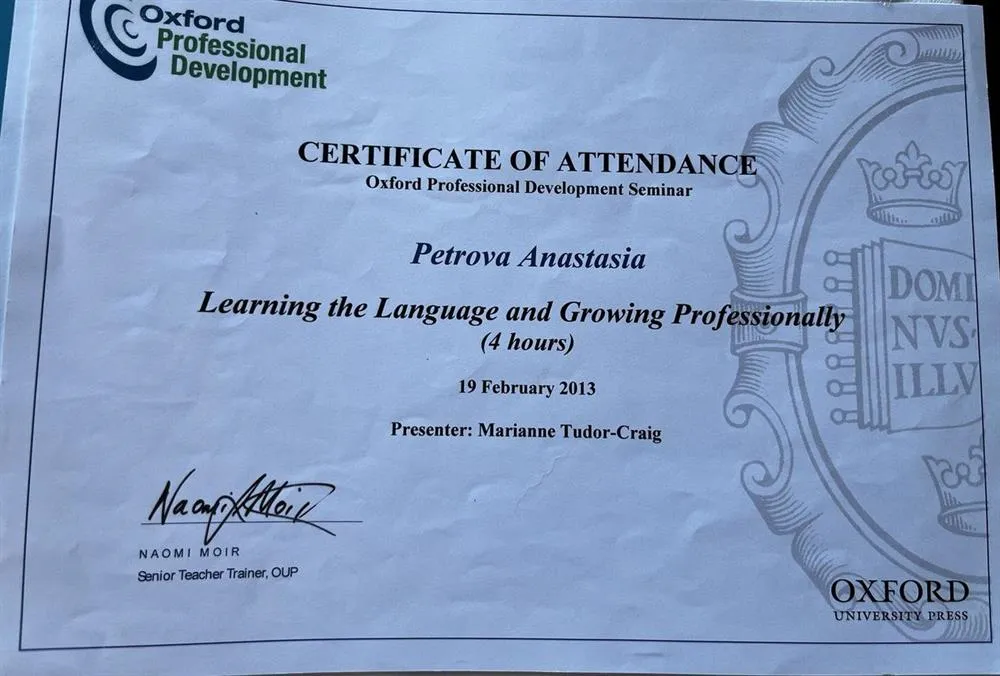 Oxford
Professional
Development
CERTIFICATE OF ATTENDANCE
Oxford Professional Development Seminar
Petrova Anastasia
Learning the Language and Growing Professionally
(4 hours)
19 February 2013
Presenter: Marianne Tudor-Craig
DOMI
NVS
ILLV
Naomi Moir
NAOMI MOIR
Senior Teacher Trainer, OUP
OXFORD
UNIVERSITY PRESS